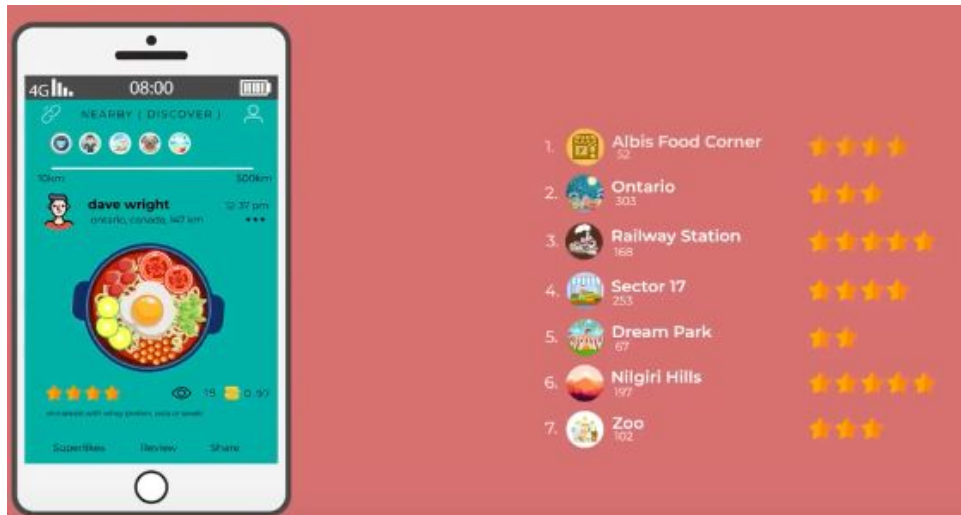 4G 08:00
NEARBY ( DISCOVER )
10km 500km
dave wright 12:37 pm
ontario, canada, 147 km
19 0.90
Superlikes Review Share
1. Albis Food Corner
52
2. Ontario
303
3. Railway Station
168
4. Sector 17
253
5. Dream Park
67
6. Nilgiri Hills
197
7. Zoo
102